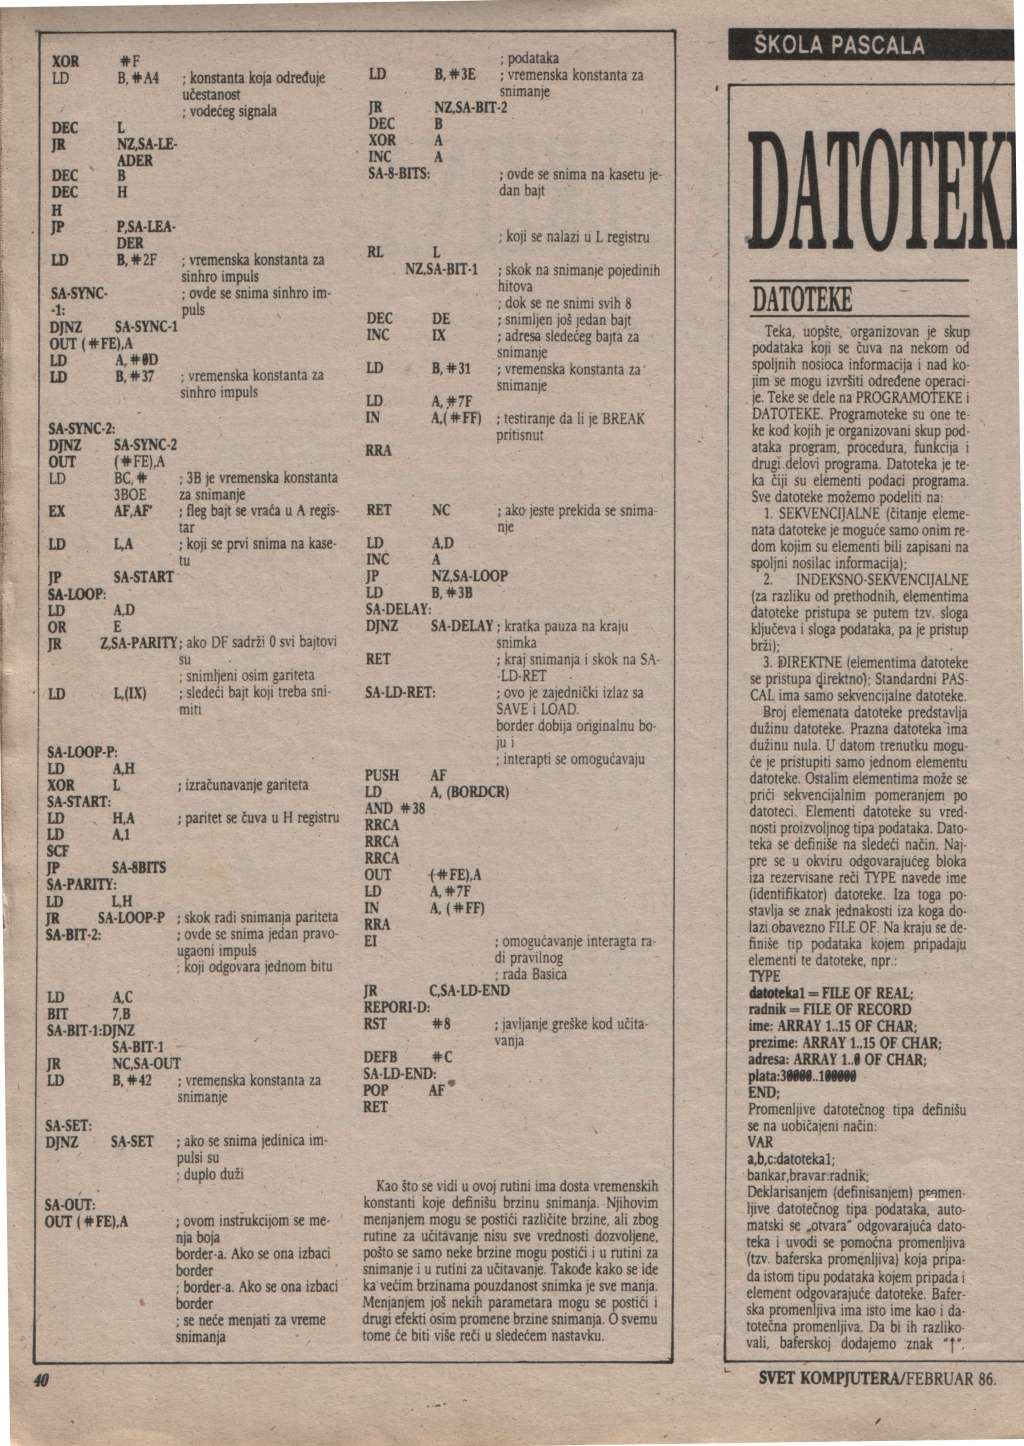 XOR #F
LD B,#A4 ; konstanta koja određuje
učestanost
; vodećeg signala
DEC L
JR NZ,SA-LE-
ADER
DEC B
DEC H
H
JP P,SA-LEA-
DER
LD B,#2F ; vremenska konstanta za
sinhro impuls
SA-SYNC- ; ovde se snima sinhro im-
-1: puls
DJNZ SA-SYNC-1
OUT (#FE),A
LD A,#0D
LD B,#37 ; vremenska konstanta za
sinhro impuls
SA-SYNC-2:
DJNZ SA-SYNC-2
OUT (#FE),A
LD BC,# ; 3B je vremenska konstanta
3BOE za snimanje
EX AF,AF' ; fleg bajt se vraća u A regis-
tar
LD L,A ; koji se prvi snima na kase-
tu
JP SA-START
SA-LOOP:
LD A,D
OR E
JR Z,SA-PARITY; ako DF sadrži 0 svi bajtovi
su
; snimljeni osim gariteta
LD L,(IX) ; sledeći bajt koji treba sni-
miti
SA-LOOP-P:
LD A,H
XOR L ; izračunavanje gariteta
SA-START:
LD H,A ; paritet se čuva u H registru
LD A,1
SCF
JP SA-8BITS
SA-PARITY:
LD L,H
JR SA-LOOP-P ; skok radi snimanja pariteta
SA-BIT-2: ; ovde se snima jedan pravo-
ugaoni impuls
; koji odgovara jednom bitu
LD A,C
BIT 7,B
SA-BIT-1:DJNZ
SA-BIT-1
JR NC,SA-OUT
LD B,#42 ; vremenska konstanta za
snimanje
SA-SET:
DJNZ SA-SET ; ako se snima jedinica im-
pulsi su
; duplo duži
SA-OUT:
OUT (#FE),A ; ovom instrukcijom se me-
nja boja
border-a. Ako se ona izbaci
border
; border-a. Ako se ona izbaci
border
; se neće menjati za vreme
snimanja
; podataka
LD B,#3E ; vremenska konstanta za
snimanje
JR NZ,SA-BIT-2
DEC B
XOR A
INC A
SA-8-BITS: ; ovde se snima na kasetu je-
dan bajt
; koji se nalazi u L registru
RL L
NZ,SA-BIT-1 ; skok na snimanje pojedinih
hitova
; dok se ne snimi svih 8
DEC DE ; snimljen još jedan bajt
INC IX ; adresa sledećeg bajta za
snimanje
LD B,#31 ; vremenska konstanta za
snimanje
LD A,#7F
IN A,(#FF) ; testiranje da li je BREAK
pritisnut
RRA
RET NC ; ako jeste prekida se snima-
nje
LD A,D
INC A
JP NZ,SA-LOOP
LD B,#3B
SA-DELAY:
DJNZ SA-DELAY ; kratka pauza na kraju
snimka
RET ; kraj snimanja i skok na SA-
-LD-RET
SA-LD-RET: ; ovo je zajednički izlaz sa
SAVE i LOAD.
border dobija originalnu bo-
ju i
; interapti se omogućavaju
PUSH AF
LD A, (BORDCR)
AND #38
RRCA
RRCA
RRCA
OUT (#FE),A
LD A,#7F
IN A, (#FF)
RRA
EI ; omogućavanje interagta ra-
di pravilnog
; rada Basica
JR C,SA-LD-END
REPORI-D:
RST #8 ; javljanje greške kod učita-
vanja
DEFB #C
SA-LD-END:
POP AF
RET
Kao što se vidi u ovoj rutini ima dosta vremenskih
konstanti koje definišu brzinu snimanja. Njihovim
menjanjem mogu se postići različite brzine, ali zbog
rutine za učitavanje nisu sve vrednosti dozvoljene,
pošto se samo neke brzine mogu postići i u rutini za
snimanje i u rutini za učitavanje. Takođe kako se ide
ka većim brzinama pouzdanost snimka je sve manja.
Menjanjem još nekih parametara mogu se postići i
drugi efekti osim promene brzine snimanja. O svemu
tome će biti više reči u sledećem nastavku.
40
ŠKOLA PASCALA
DATOTEKI
DATOTEKE
Teka, uopšte, organizovan je skup
podataka koji se čuva na nekom od
spoljnih nosioca informacija i nad ko-
jim se mogu izvršiti određene operaci-
je. Teke se dele na PROGRAMOTEKE i
DATOTEKE. Programoteke su one te-
ke kod kojih je organizovani skup pod-
ataka program, procedura, funkcija i
drugi delovi programa. Datoteka je te-
ka čiji su elementi podaci programa.
Sve datoteke možemo podeliti na:
1. SEKVENCIJALNE (čitanje eleme-
nata datoteke je moguće samo onim re-
dom kojim su elementi bili zapisani na
spoljni nosilac informacija);
2. INDEKSNO-SEKVENCIJALNE
(za razliku od prethodnih, elementima
datoteke pristupa se putem tzv. sloga
ključeva i sloga podataka, pa je pristup
brži);
3. DIREKTNE (elementima datoteke
se pristupa direktno); Standardni PAS-
CAL ima samo sekvencijalne datoteke.
Broj elemenata datoteke predstavlja
dužinu datoteke. Prazna datoteka ima
dužinu nula. U datom trenutku mogu-
će je pristupiti samo jednom elementu
datoteke. Ostalim elementima može se
prići sekvencijalnim pomeranjem po
datoteci. Elementi datoteke su vred-
nosti proizvoljnog tipa podataka. Dato-
teka se definiše na sledeći način. Naj-
pre se u okviru odgovarajućeg bloka
iza rezervisane reči TYPE navede ime
(identifikator) datoteke. Iza toga po-
stavlja se znak jednakosti iza koga do-
lazi obavezno FILE OF. Na kraju se de-
finiše tip podataka kojem pripadaju
elementi te datoteke, npr.:
TYPE
datoteka1 = FILE OF REAL;
radnik = FILE OF RECORD
ime: ARRAY 1..15 OF CHAR;
prezime: ARRAY 1..15 OF CHAR;
adresa: ARRAY 1..0 OF CHAR;
plata:30000..100000
END;
Promenljive datotečnog tipa definišu
se na uobičajeni način:
VAR
a,b,c:datoteka1;
bankar,bravar:radnik;
Deklarisanjem (definisanjem) promen-
ljive datotečnog tipa podataka, auto-
matski se „otvara" odgovarajuća dato-
teka i uvodi se pomoćna promenljiva
(tzv. baferska promenljiva) koja pripa-
da istom tipu podataka kojem pripada i
element odgovarajuće datoteke. Bafer-
ska promenljiva ima isto ime kao i da-
totečna promenljiva. Da bi ih razliko-
vali, baferskoj dodajemo znak "↑".
SVET KOMPJUTERA/FEBRUAR 86.